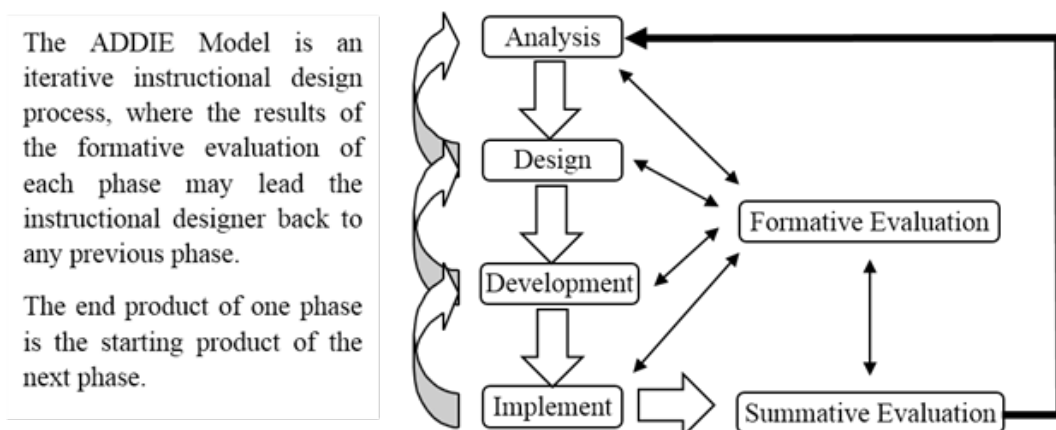 The ADDIE Model is an
iterative instructional design
process, where the results of
the formative evaluation of
each phase may lead the
instructional designer back to
any previous phase.
The end product of one phase
is the starting product of the
next phase.
Analysis
Design
Formative Evaluation
Development
Implement
Summative Evaluation